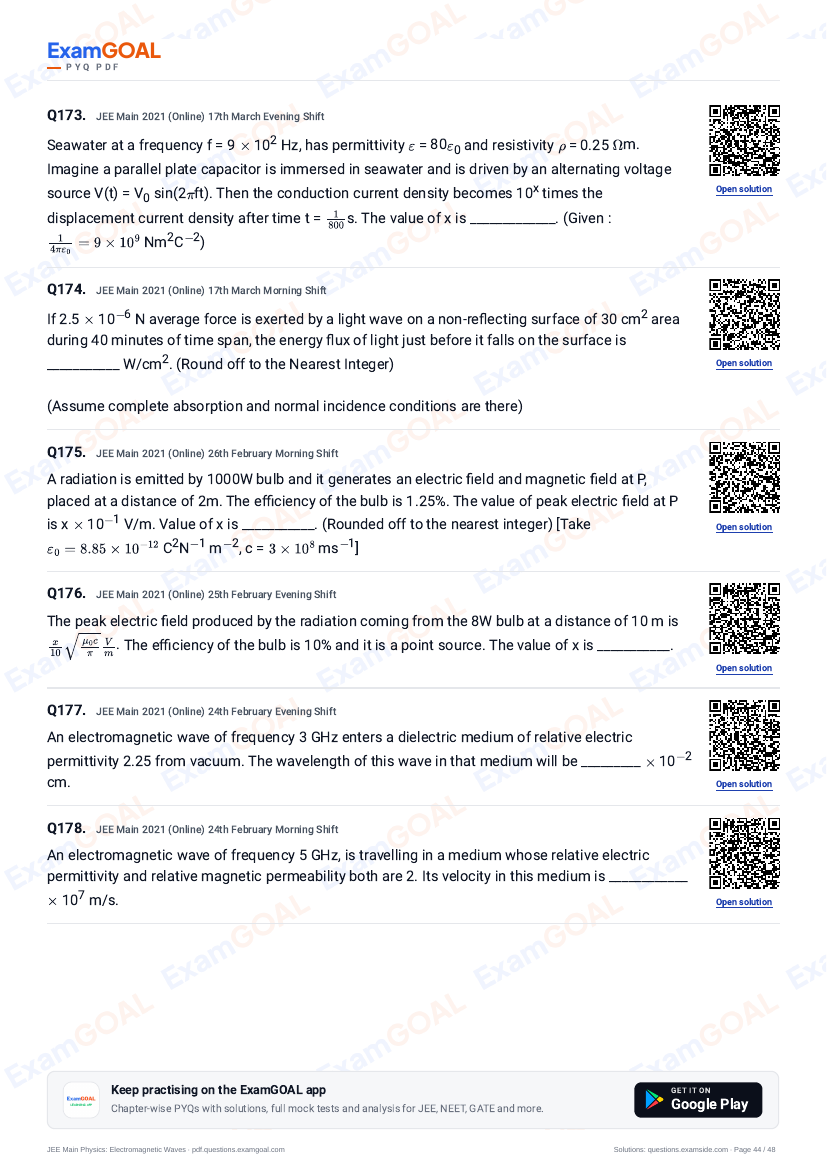 ExamGOAL
PYQ PDF
Q173. JEE Main 2021 (Online) 17th March Evening Shift
Seawater at a frequency f = 9 × 10² Hz, has permittivity ε = 80ε₀ and resistivity ρ = 0.25 Ωm.
Imagine a parallel plate capacitor is immersed in seawater and is driven by an alternating voltage
source V(t) = V₀ sin(2πft). Then the conduction current density becomes 10ˣ times the
displacement current density after time t = 1/800 s. The value of x is ____________. (Given :
1/4πε₀ = 9 × 10⁹ Nm²C⁻²)
Open solution
Q174. JEE Main 2021 (Online) 17th March Morning Shift
If 2.5 × 10⁻⁶ N average force is exerted by a light wave on a non-reflecting surface of 30 cm² area
during 40 minutes of time span, the energy flux of light just before it falls on the surface is
__________ W/cm². (Round off to the Nearest Integer)
(Assume complete absorption and normal incidence conditions are there)
Open solution
Q175. JEE Main 2021 (Online) 26th February Morning Shift
A radiation is emitted by 1000W bulb and it generates an electric field and magnetic field at P,
placed at a distance of 2m. The efficiency of the bulb is 1.25%. The value of peak electric field at P
is x × 10⁻¹ V/m. Value of x is __________. (Rounded off to the nearest integer) [Take
ε₀ = 8.85 × 10⁻¹² C²N⁻¹ m⁻², c = 3 × 10⁸ ms⁻¹]
Open solution
Q176. JEE Main 2021 (Online) 25th February Evening Shift
The peak electric field produced by the radiation coming from the 8W bulb at a distance of 10 m is
x/10 √(μ₀c/π) V/m. The efficiency of the bulb is 10% and it is a point source. The value of x is __________.
Open solution
Q177. JEE Main 2021 (Online) 24th February Evening Shift
An electromagnetic wave of frequency 3 GHz enters a dielectric medium of relative electric
permittivity 2.25 from vacuum. The wavelength of this wave in that medium will be ________ × 10⁻²
cm.
Open solution
Q178. JEE Main 2021 (Online) 24th February Morning Shift
An electromagnetic wave of frequency 5 GHz, is travelling in a medium whose relative electric
permittivity and relative magnetic permeability both are 2. Its velocity in this medium is ___________
× 10⁷ m/s.
Open solution
Keep practising on the ExamGOAL app
Chapter-wise PYQs with solutions, full mock tests and analysis for JEE, NEET, GATE and more.
GET IT ON
Google Play
JEE Main Physics: Electromagnetic Waves · pdf.questions.examgoal.com
Solutions: questions.examside.com · Page 44 / 48